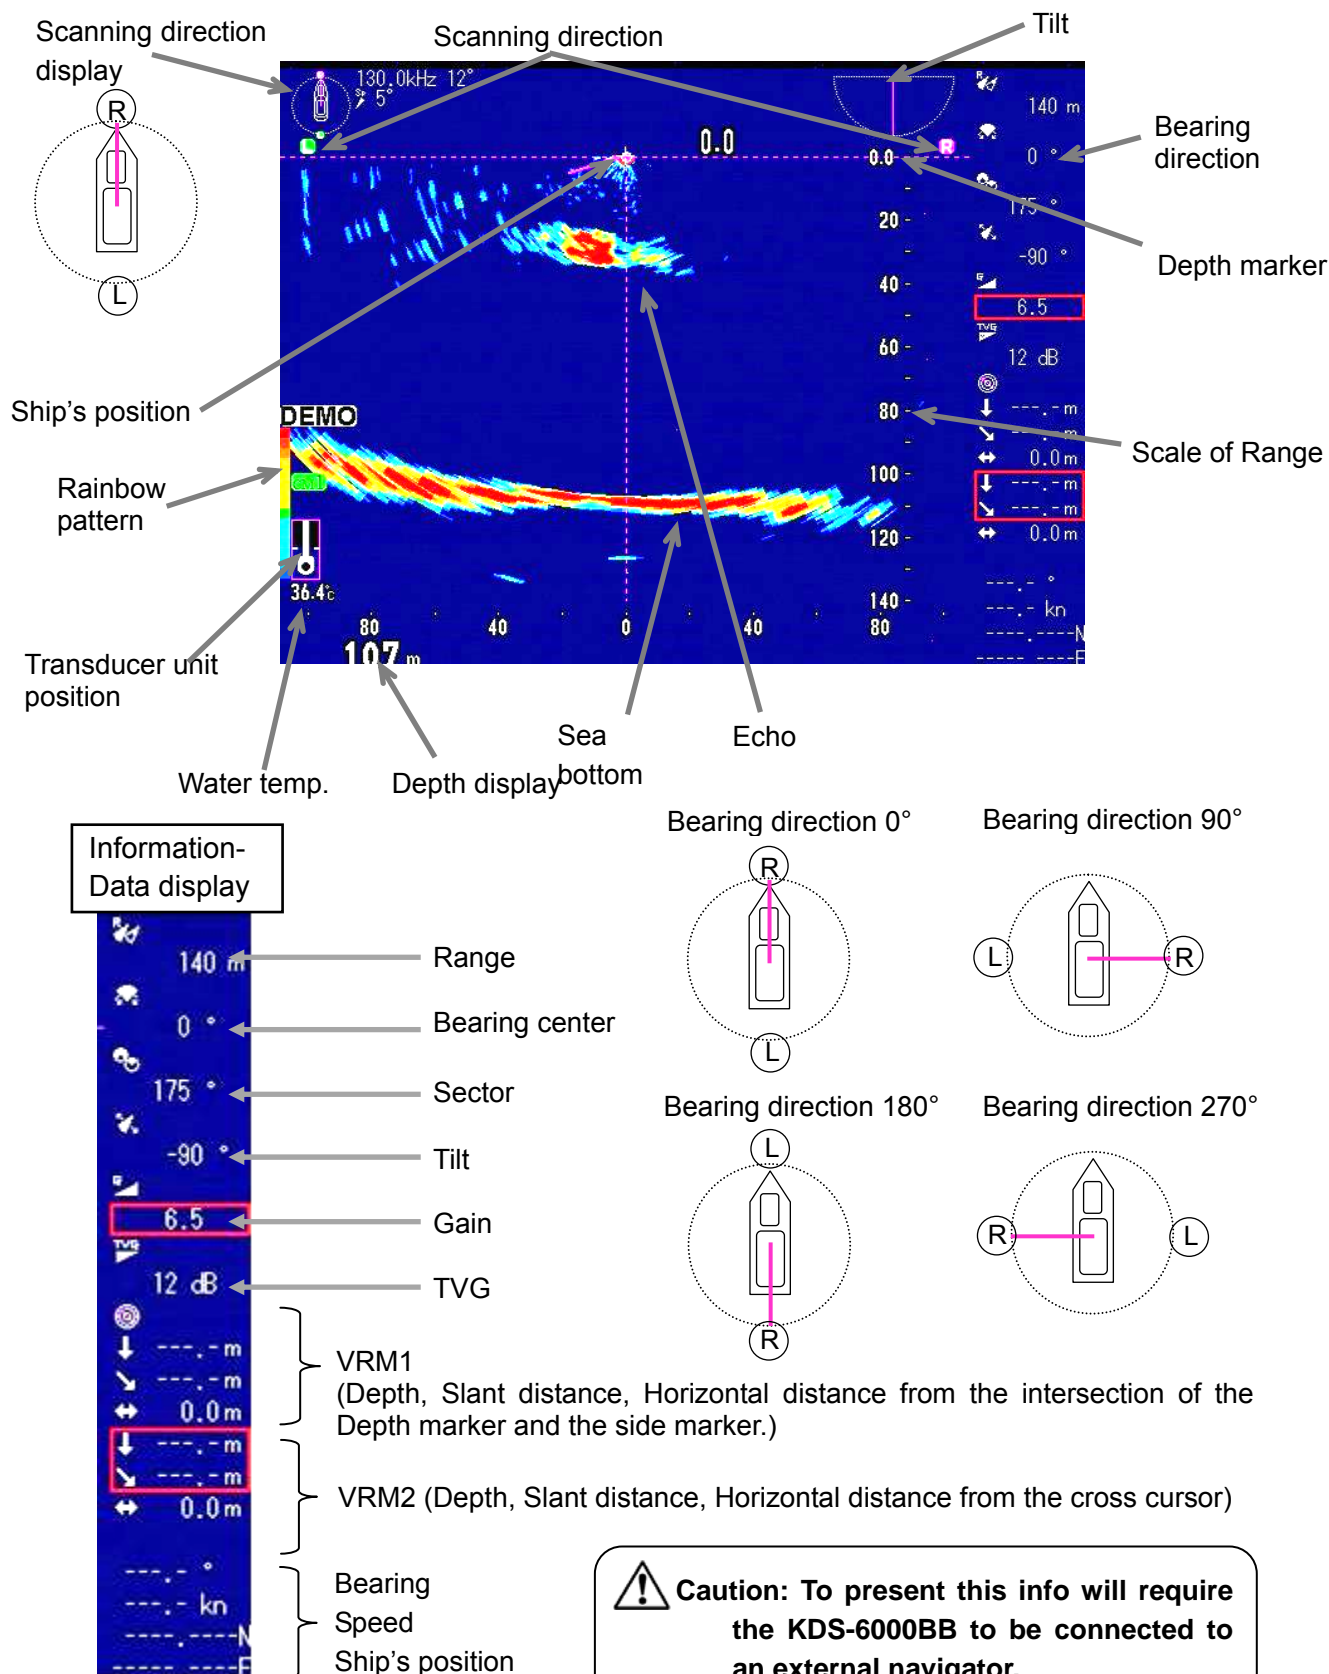 Scanning direction
display
Scanning direction
Tilt
R
L
130.0kHz 12°
5°
L
R
0.0
0.0
20
40
60
80
100
120
140
140 m
0 °
175 °
-90 °
G
6.5
TVG
12 dB
---.- m
---.- m
0.0 m
---.- m
---.- m
0.0 m
---.- °
---.- kn
----.----N
----- ----E
Bearing
direction
Depth marker
Scale of Range
Ship's position
DEMO
Rainbow
pattern
36.4°c
80 40 0 40 80
107 m
Transducer unit
position
Water temp.
Depth display
Sea
bottom
Echo
Information-
Data display
R
140 m
0 °
175 °
-90 °
G
6.5
TVG
12 dB
---.- m
---.- m
0.0 m
---.- m
---.- m
0.0 m
---.- °
---.- kn
----.----N
----- ----E
Range
Bearing center
Sector
Tilt
Gain
TVG
Bearing direction 0°
R
L
Bearing direction 90°
L
R
Bearing direction 180°
L
R
Bearing direction 270°
R
L
VRM1
(Depth, Slant distance, Horizontal distance from the intersection of the
Depth marker and the side marker.)
VRM2 (Depth, Slant distance, Horizontal distance from the cross cursor)
Bearing
Speed
Ship's position
Caution: To present this info will require
the KDS-6000BB to be connected to
an external navigator.